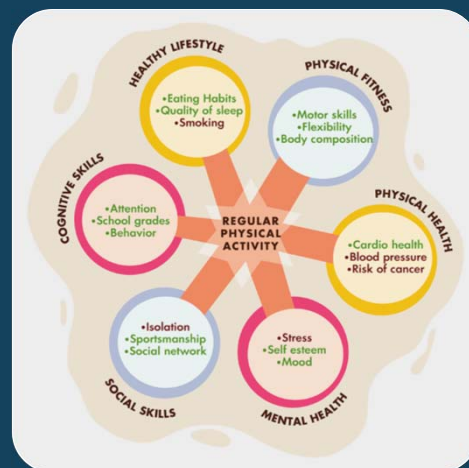 HEALTHY LIFESTYLE
•Eating Habits
•Quality of sleep
•Smoking
PHYSICAL FITNESS
•Motor skills
•Flexibility
•Body composition
COGNITIVE SKILLS
•Attention
•School grades
•Behavior
REGULAR
PHYSICAL
ACTIVITY
PHYSICAL HEALTH
•Cardio health
•Blood pressure
•Risk of cancer
•Isolation
•Sportsmanship
•Social network
SOCIAL SKILLS
•Stress
•Self esteem
•Mood
MENTAL HEALTH